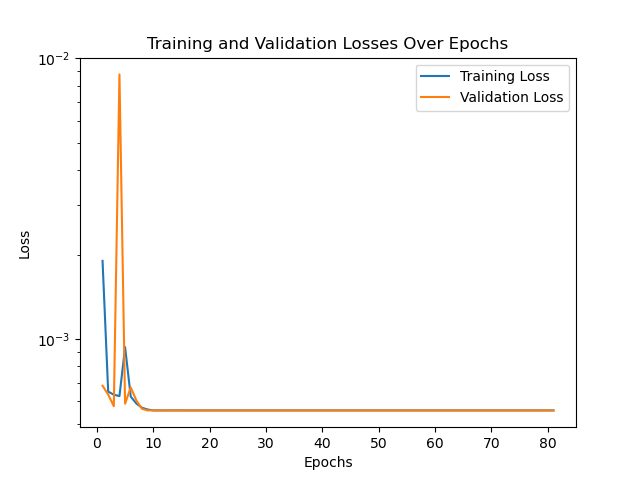 Training and Validation Losses Over Epochs
10⁻²
10⁻³
Loss
Training Loss
Validation Loss
0 10 20 30 40 50 60 70 80
Epochs